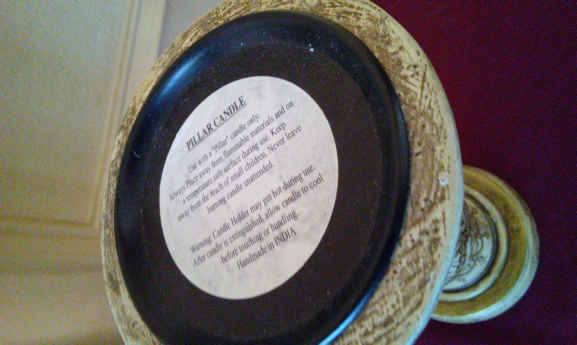 PILLAR CANDLE
Use with a "Pillar" candle only.
Always Place away from flammable materials and on
a temperature safe surface during use. Keep
away from the reach of small children. Never leave
burning candle unattended.
Warning: Candle Holder may get hot during use.
After candle is extinguished, allow candle to cool
before touching or handling.
Handmade in INDIA